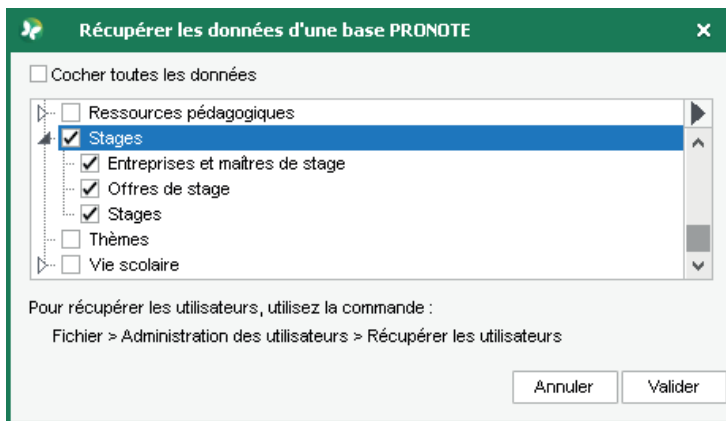 Récupérer les données d'une base PRONOTE
Cocher toutes les données
Ressources pédagogiques
Stages
Entreprises et maîtres de stage
Offres de stage
Stages
Thèmes
Vie scolaire
Pour récupérer les utilisateurs, utilisez la commande :
Fichier > Administration des utilisateurs > Récupérer les utilisateurs
Annuler Valider